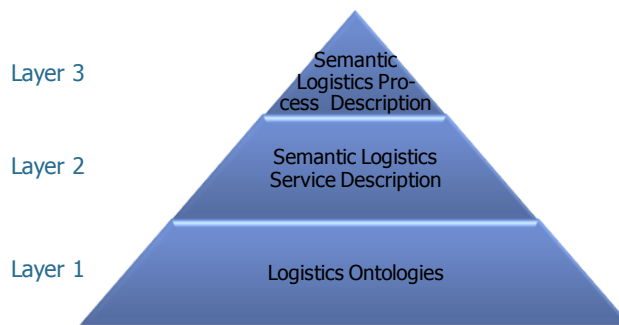 Layer 3
Semantic
Logistics Pro-
cess Description
Layer 2
Semantic Logistics
Service Description
Layer 1
Logistics Ontologies